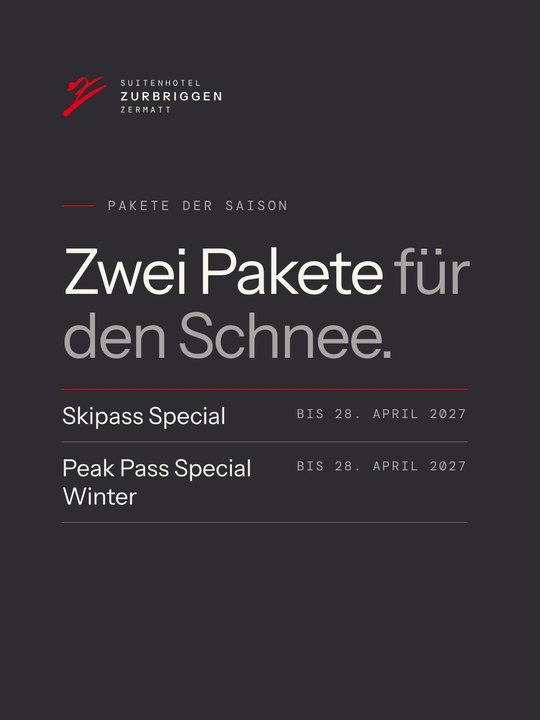 SUITENHOTEL
ZURBRIGGEN
ZERMATT
PAKETE DER SAISON
Zwei Pakete für
den Schnee.
Skipass Special BIS 28. APRIL 2027
Peak Pass Special BIS 28. APRIL 2027
Winter